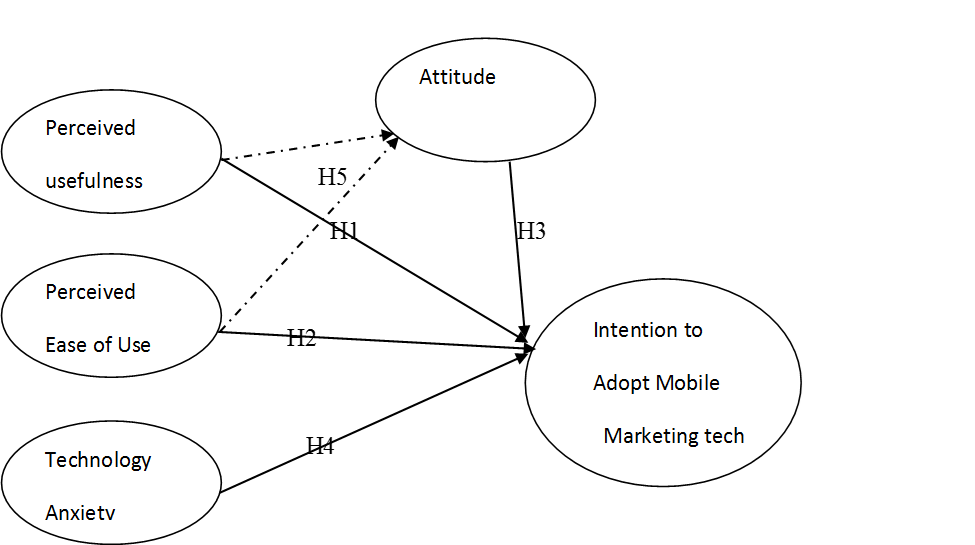 Attitude
Perceived
usefulness
H5
H1
H3
Perceived
Ease of Use
H2
Intention to
Adopt Mobile
Marketing tech
H4
Technology
Anxiety